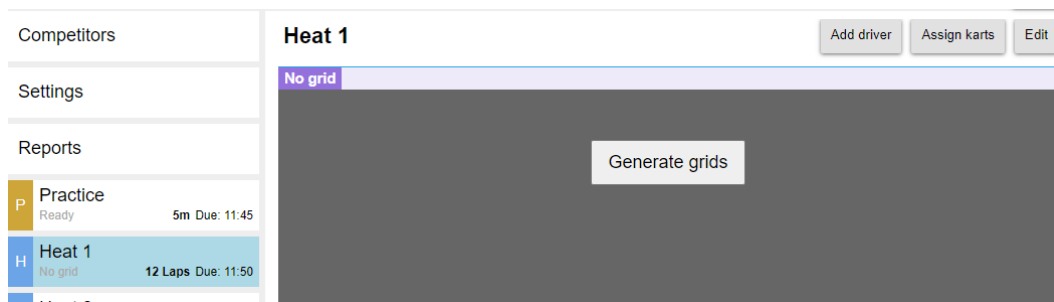 Competitors
Settings
Reports
P
Practice
Ready
5m Due: 11:45
H
Heat 1
No grid
12 Laps Due: 11:50
Heat 1
Add driver
Assign karts
Edit
No grid
Generate grids